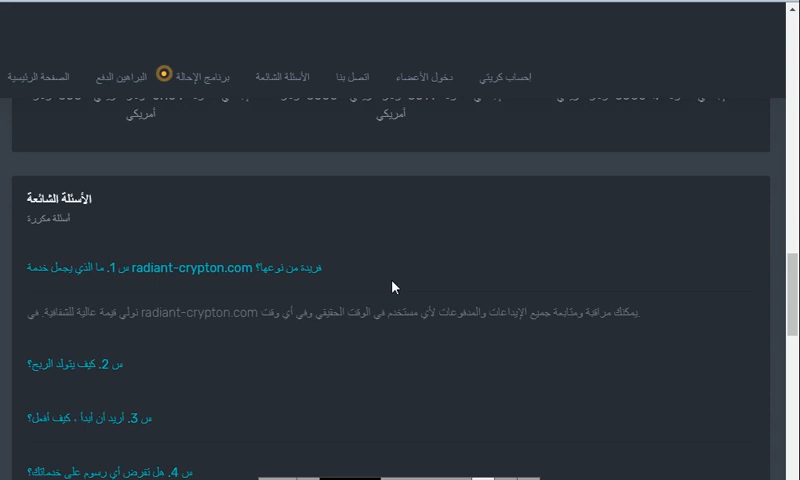 الصفحة الرئيسية
البراهين الدفع
برنامج الإحالة
الأسئلة الشائعة
اتصل بنا
دخول الأعضاء
إحساب كريتي
أمريكي
أمريكي
الأسئلة الشائعة
أسئلة مكررة
س 1. ما الذي يجعل خدمة radiant-crypton.com فريدة من نوعها؟
يمكنك مراقبة ومتابعة جميع الإيداعات والمدفوعات لأي مستخدم في الوقت الحقيقي وفي أي وقت radiant-crypton.com نولي قيمة عالية للشفافية. في
س 2. كيف يتولد الربح؟
س 3. أريد أن أبدأ ، كيف أفعل؟
س 4. هل تفرض أي رسوم على خدماتك؟